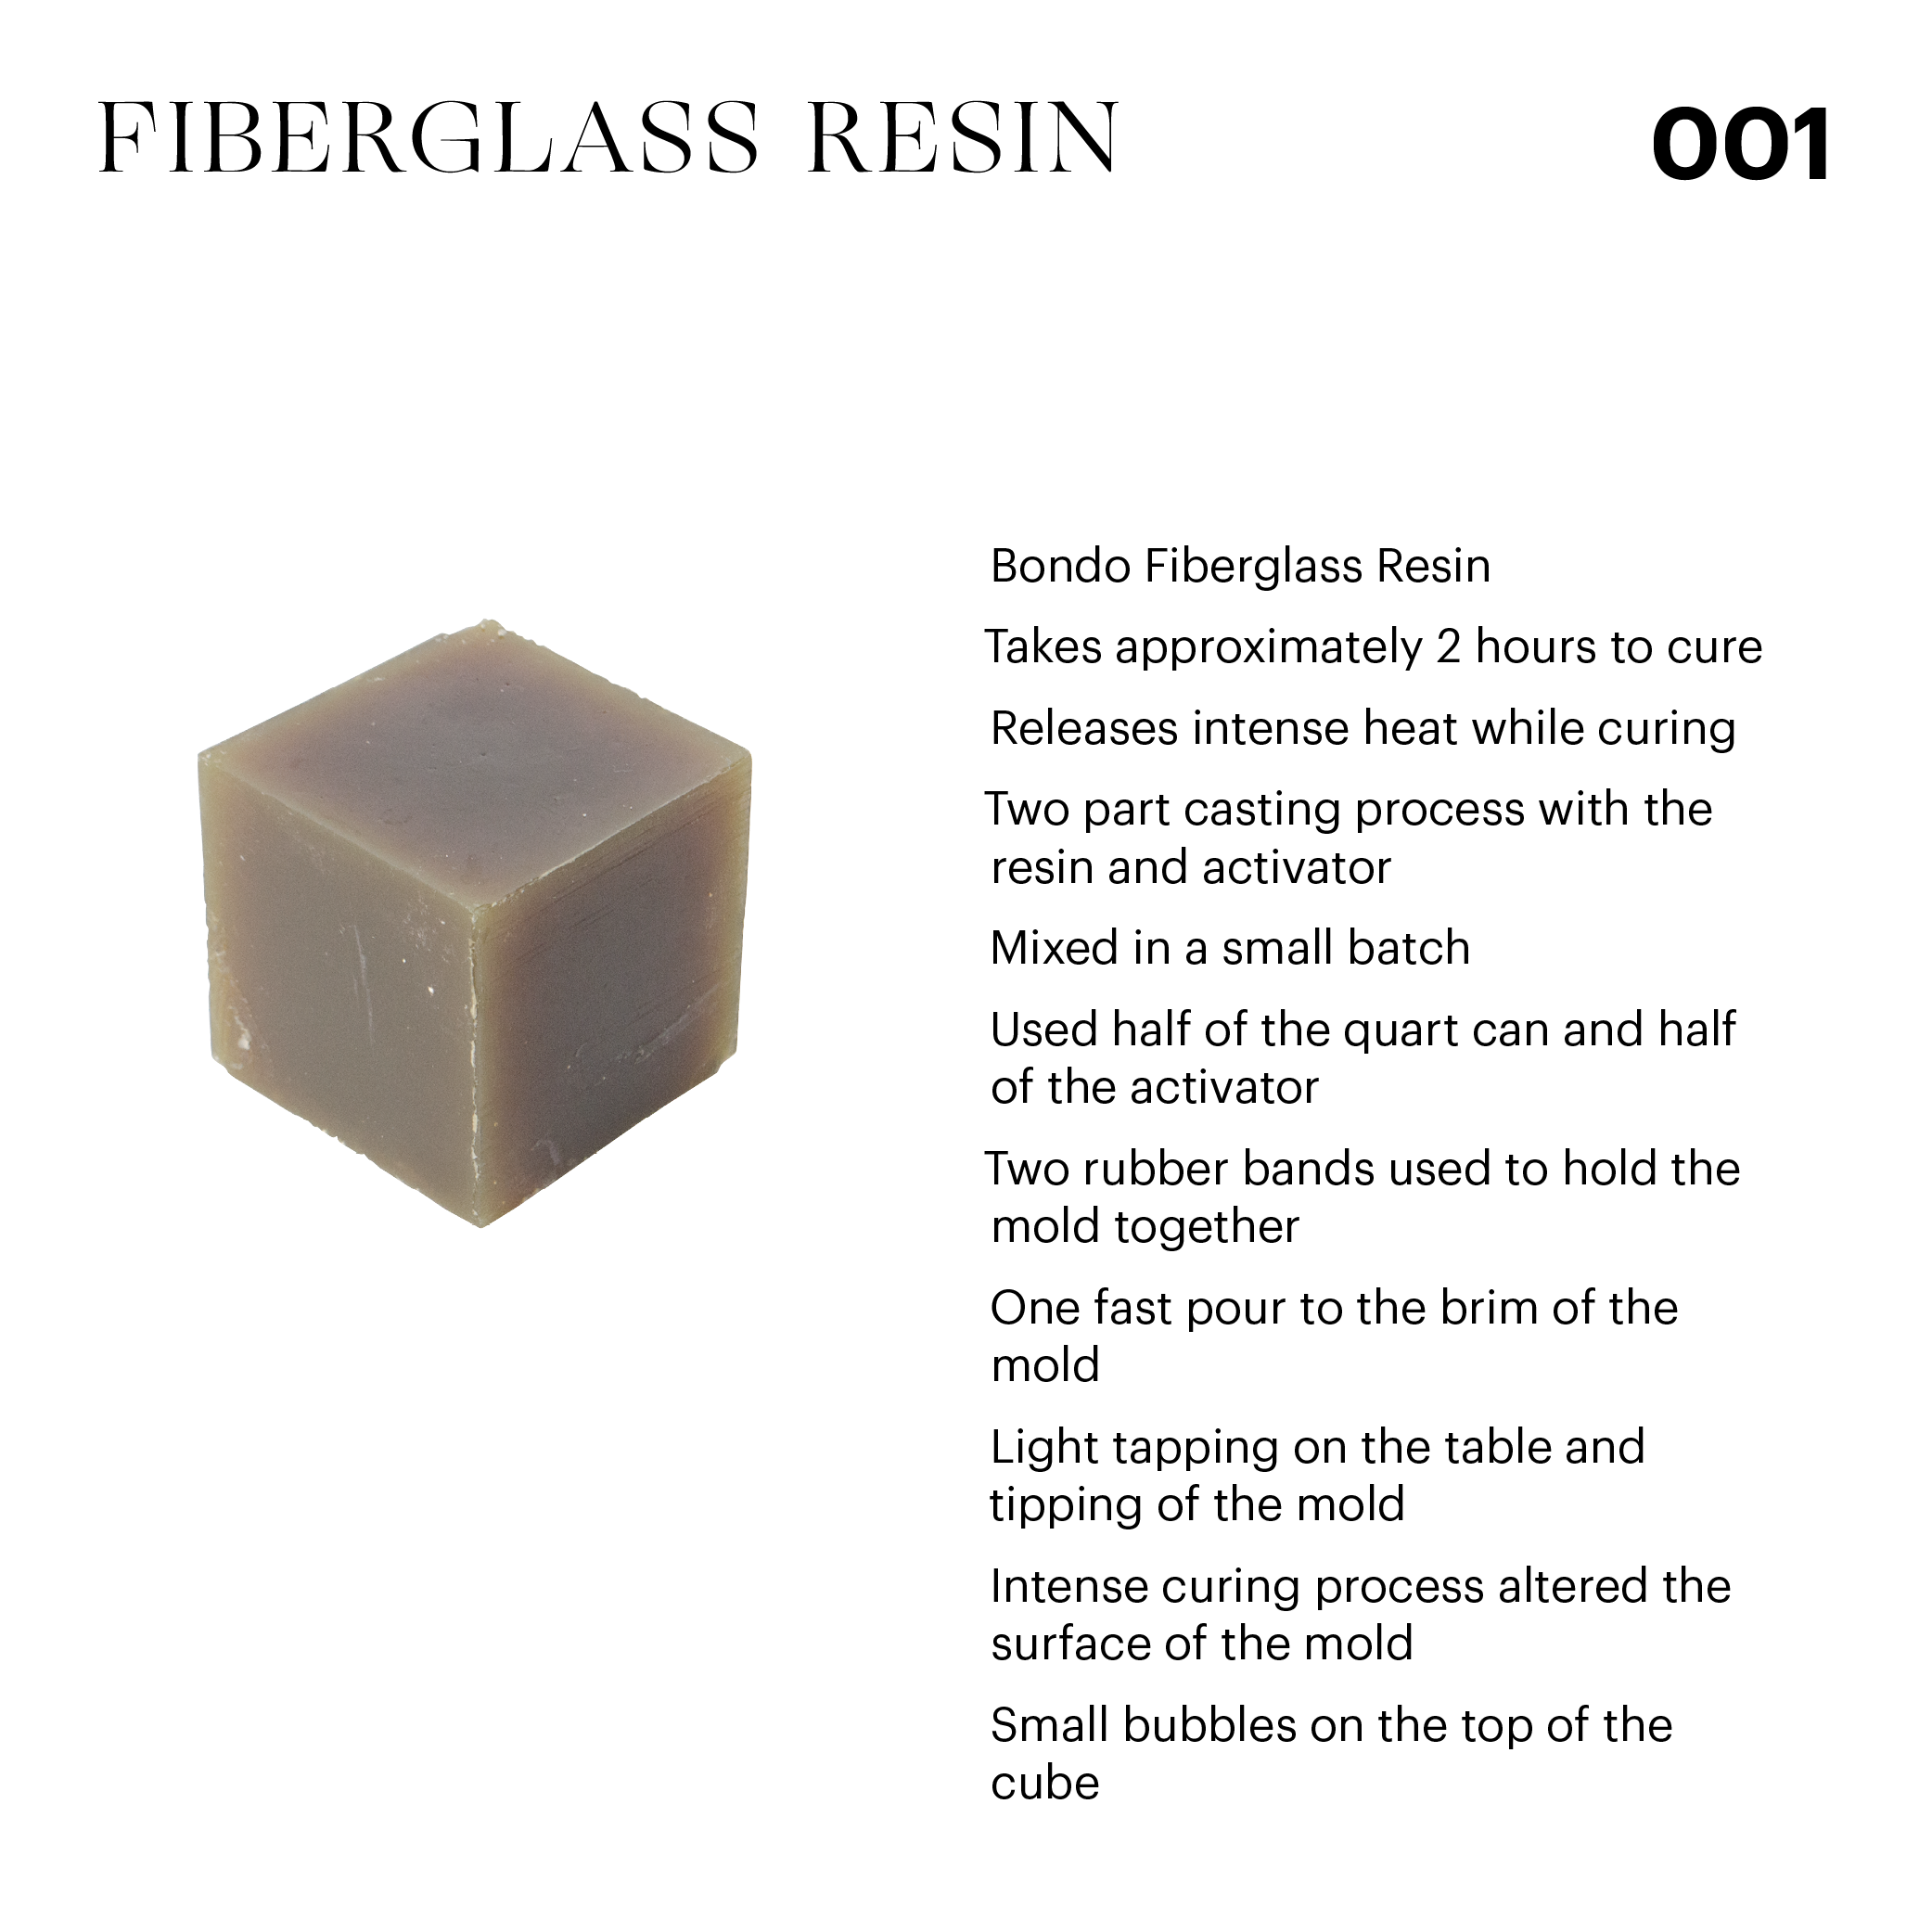 FIBERGLASS RESIN
001
Bondo Fiberglass Resin
Takes approximately 2 hours to cure
Releases intense heat while curing
Two part casting process with the
resin and activator
Mixed in a small batch
Used half of the quart can and half
of the activator
Two rubber bands used to hold the
mold together
One fast pour to the brim of the
mold
Light tapping on the table and
tipping of the mold
Intense curing process altered the
surface of the mold
Small bubbles on the top of the
cube